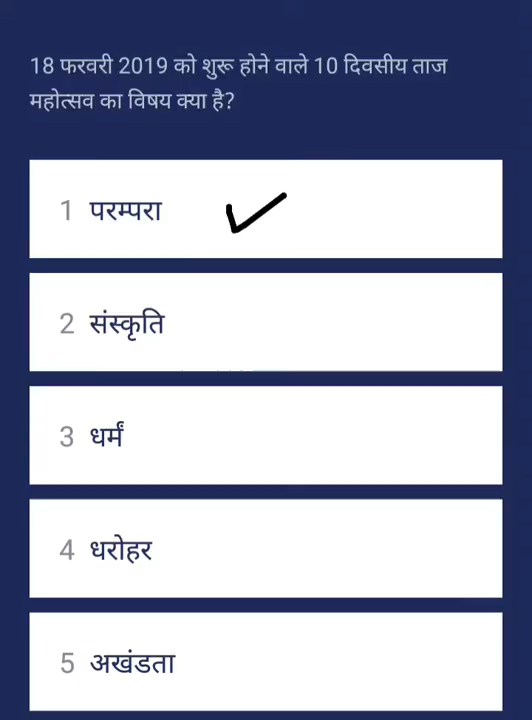 18 फरवरी 2019 को शुरू होने वाले 10 दिवसीय ताज
महोत्सव का विषय क्या है?
1 परम्परा
2 संस्कृति
3 धर्मं
4 धरोहर
5 अखंडता